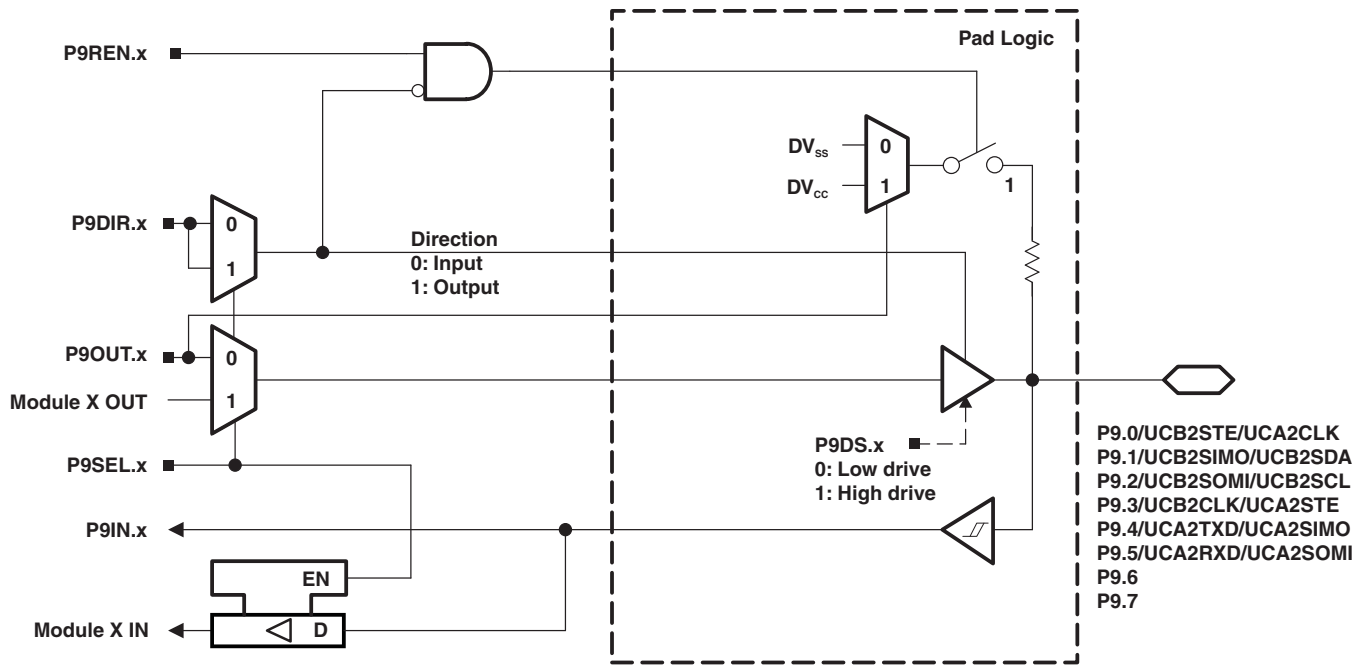 Pad Logic
P9REN.x
DVSS
0
DVCC
1
1
P9DIR.x
0
1
Direction
0: Input
1: Output
P9OUT.x
0
Module X OUT
1
P9DS.x
0: Low drive
1: High drive
P9SEL.x
P9IN.x
EN
Module X IN
D
P9.0/UCB2STE/UCA2CLK
P9.1/UCB2SIMO/UCB2SDA
P9.2/UCB2SOMI/UCB2SCL
P9.3/UCB2CLK/UCA2STE
P9.4/UCA2TXD/UCA2SIMO
P9.5/UCA2RXD/UCA2SOMI
P9.6
P9.7